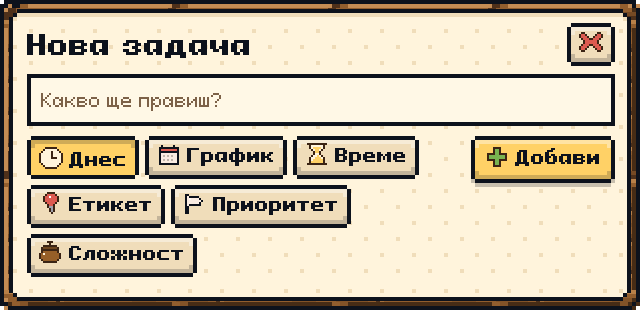 Нова задача
Какво ще правиш?
Днес График Време Добави
Етикет Приоритет
Сложност